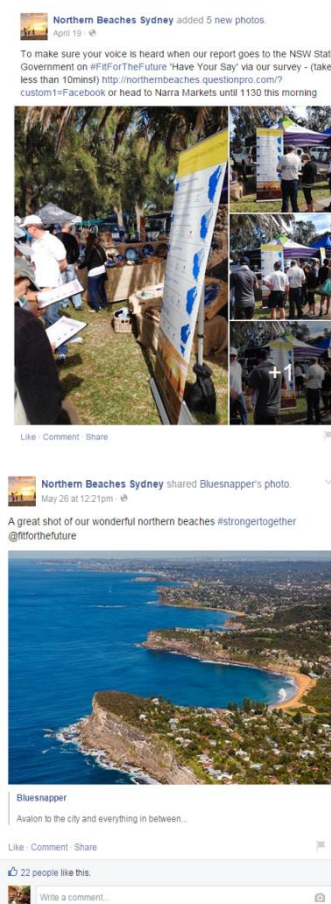 Northern Beaches Sydney added 5 new photos.
April 19 ·
To make sure your voice is heard when our report goes to the NSW Stat
Government on #FitForTheFuture 'Have Your Say' via our survey - (take
less than 10mins!) http://northernbeaches.questionpro.com/?
custom1=Facebook or head to Narra Markets until 1130 this morning
+1
Like · Comment · Share
Northern Beaches Sydney shared Bluesnapper's photo.
May 26 at 12:21pm ·
A great shot of our wonderful northern beaches #strongertogether
@fitforthefuture
Bluesnapper
Avalon to the city and everything in between...
Like · Comment · Share
22 people like this.
Write a comment...